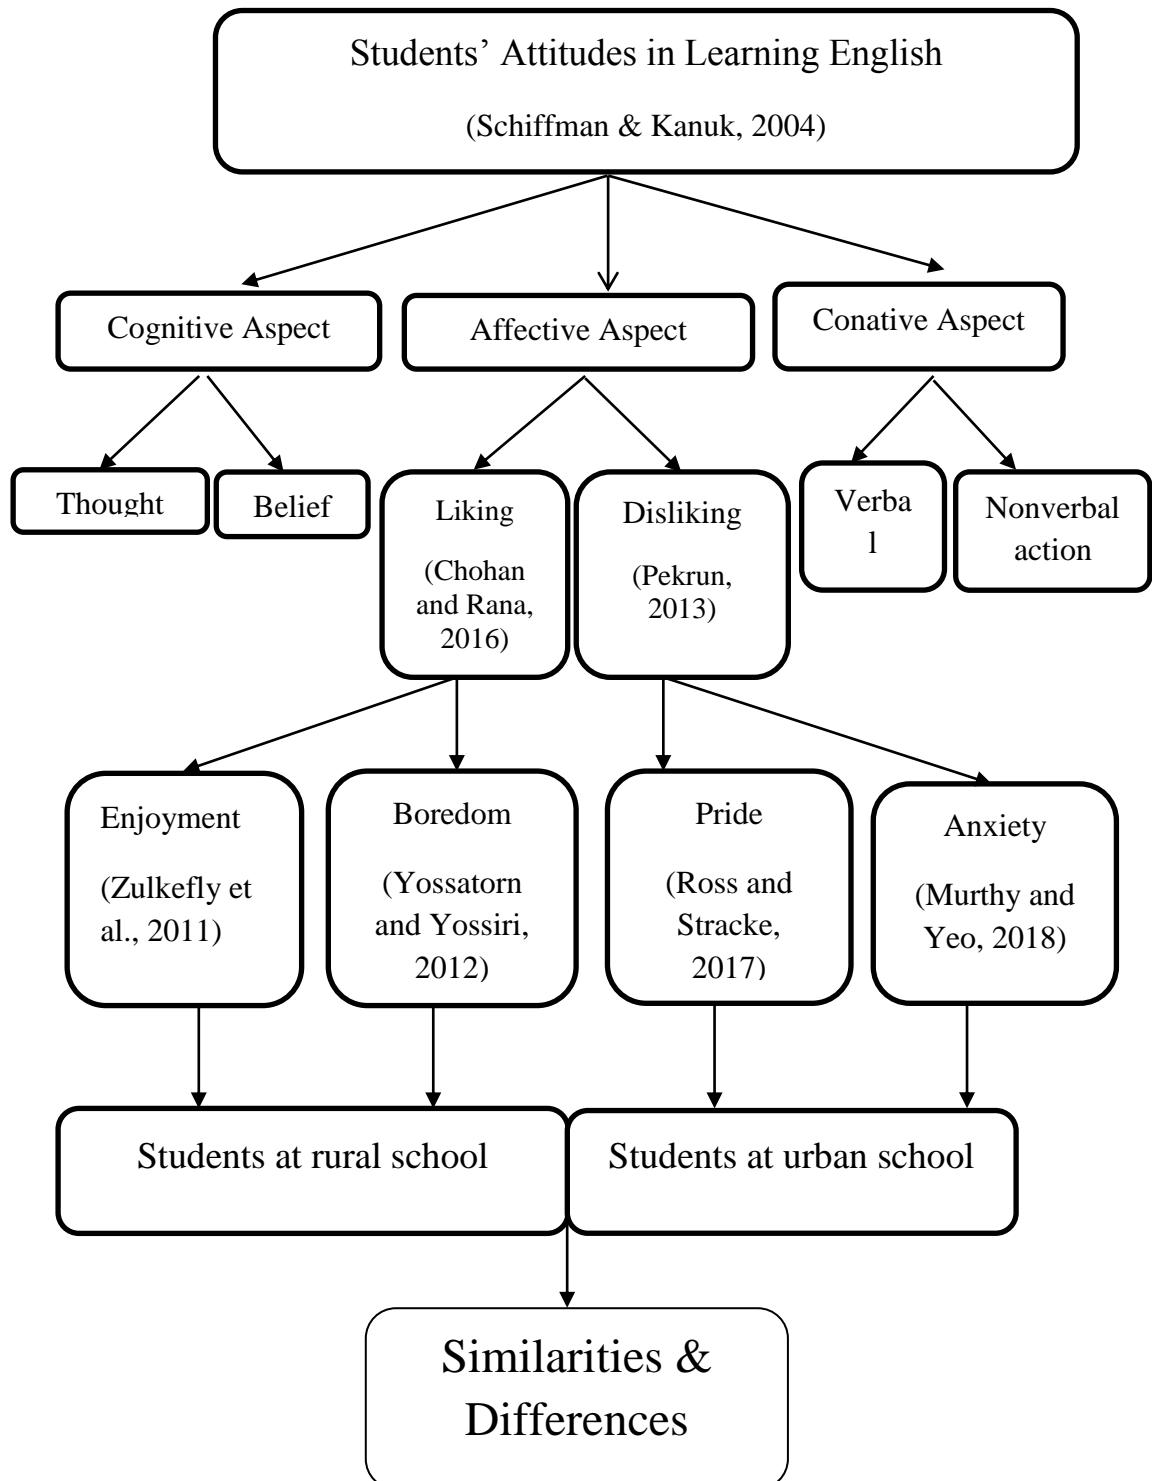 Students’ Attitudes in Learning English
(Schiffman & Kanuk, 2004)
Cognitive Aspect
Affective Aspect
Conative Aspect
Thought
Belief
Liking
(Chohan
and Rana,
2016)
Disliking
(Pekrun,
2013)
Verba
l
Nonverbal
action
Enjoyment
(Zulkefly et
al., 2011)
Boredom
(Yossatorn
and Yossiri,
2012)
Pride
(Ross and
Stracke,
2017)
Anxiety
(Murthy and
Yeo, 2018)
Students at rural school
Students at urban school
Similarities &
Differences